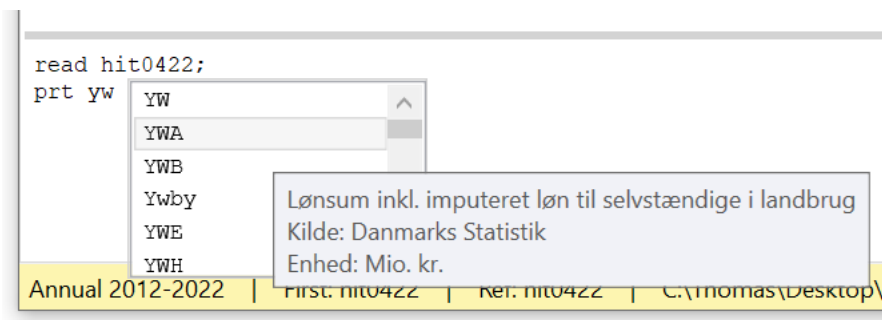 read hit0422;
prt yw
YW
YWA
YWB
Ywby
YWE
YWH
Lønsum inkl. imputeret løn til selvstændige i landbrug
Kilde: Danmarks Statistik
Enhed: Mio. kr.
Annual 2012-2022 | First: hit0422 | Ref: hit0422 | C:\Thomas\Desktop\